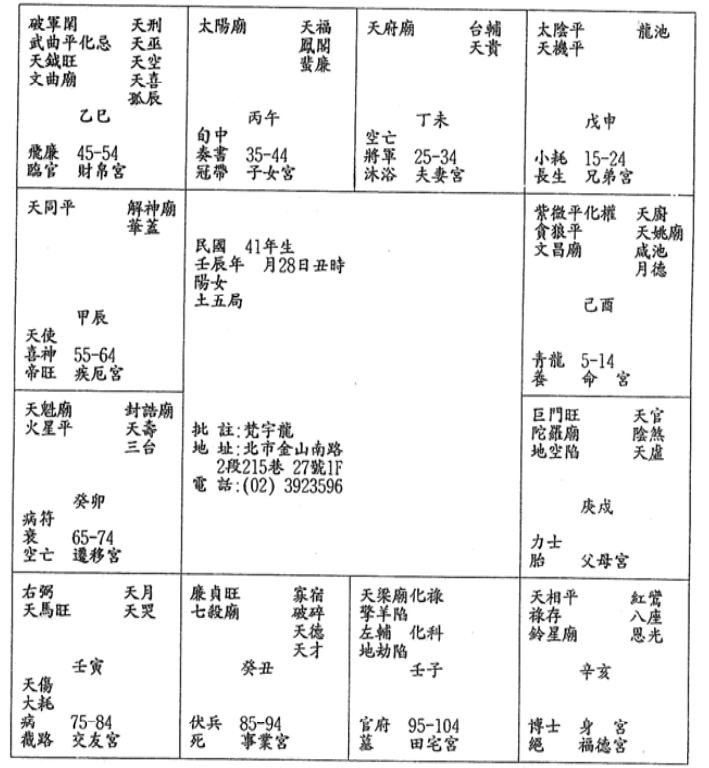 破軍閑 天刑
武曲平化忌 天巫
天鉞旺 天空
文曲廟 天喜
孤辰
乙巳
飛廉 45-54
臨官 財帛宮
太陽廟 天福
鳳閣
蜚廉
丙午
旬中
奏書 35-44
冠帶 子女宮
天府廟 台輔
天貴
丁未
空亡
將軍 25-34
沐浴 夫妻宮
太陰平 龍池
天機平
戊申
小耗 15-24
長生 兄弟宮
天同平 解神廟
華蓋
甲辰
天使
喜神 55-64
帝旺 疾厄宮
民國 41年生
壬辰年 月28日丑時
陽女
土五局
批 註:梵字龍
地 址:北市金山南路
2段215巷 27號1F
電 話:(02) 3923596
紫微平化權 天廚
貪狼平 天姚廟
文昌廟 咸池
月德
己酉
青龍 5-14
養 命 宮
天魁廟 封誥廟
火星平 天壽
三台
癸卯
病符
衰 65-74
空亡 遷移宮
巨門旺 天官
陀羅廟 陰煞
地空陷 天虛
庚戌
力士
胎 父母宮
右弼 天月
天馬旺 天哭
壬寅
天傷
大耗
病 75-84
截路 交友宮
廉貞旺 寡宿
七殺廟 破碎
天德
天才
癸丑
伏兵 85-94
死 事業宮
天梁廟化祿
擎羊陷
左輔 化科
地劫陷
壬子
官府 95-104
墓 田宅宮
天相平 紅鸞
祿存 八座
鈴星廟 恩光
辛亥
博士 身 宮
絕 福德宮